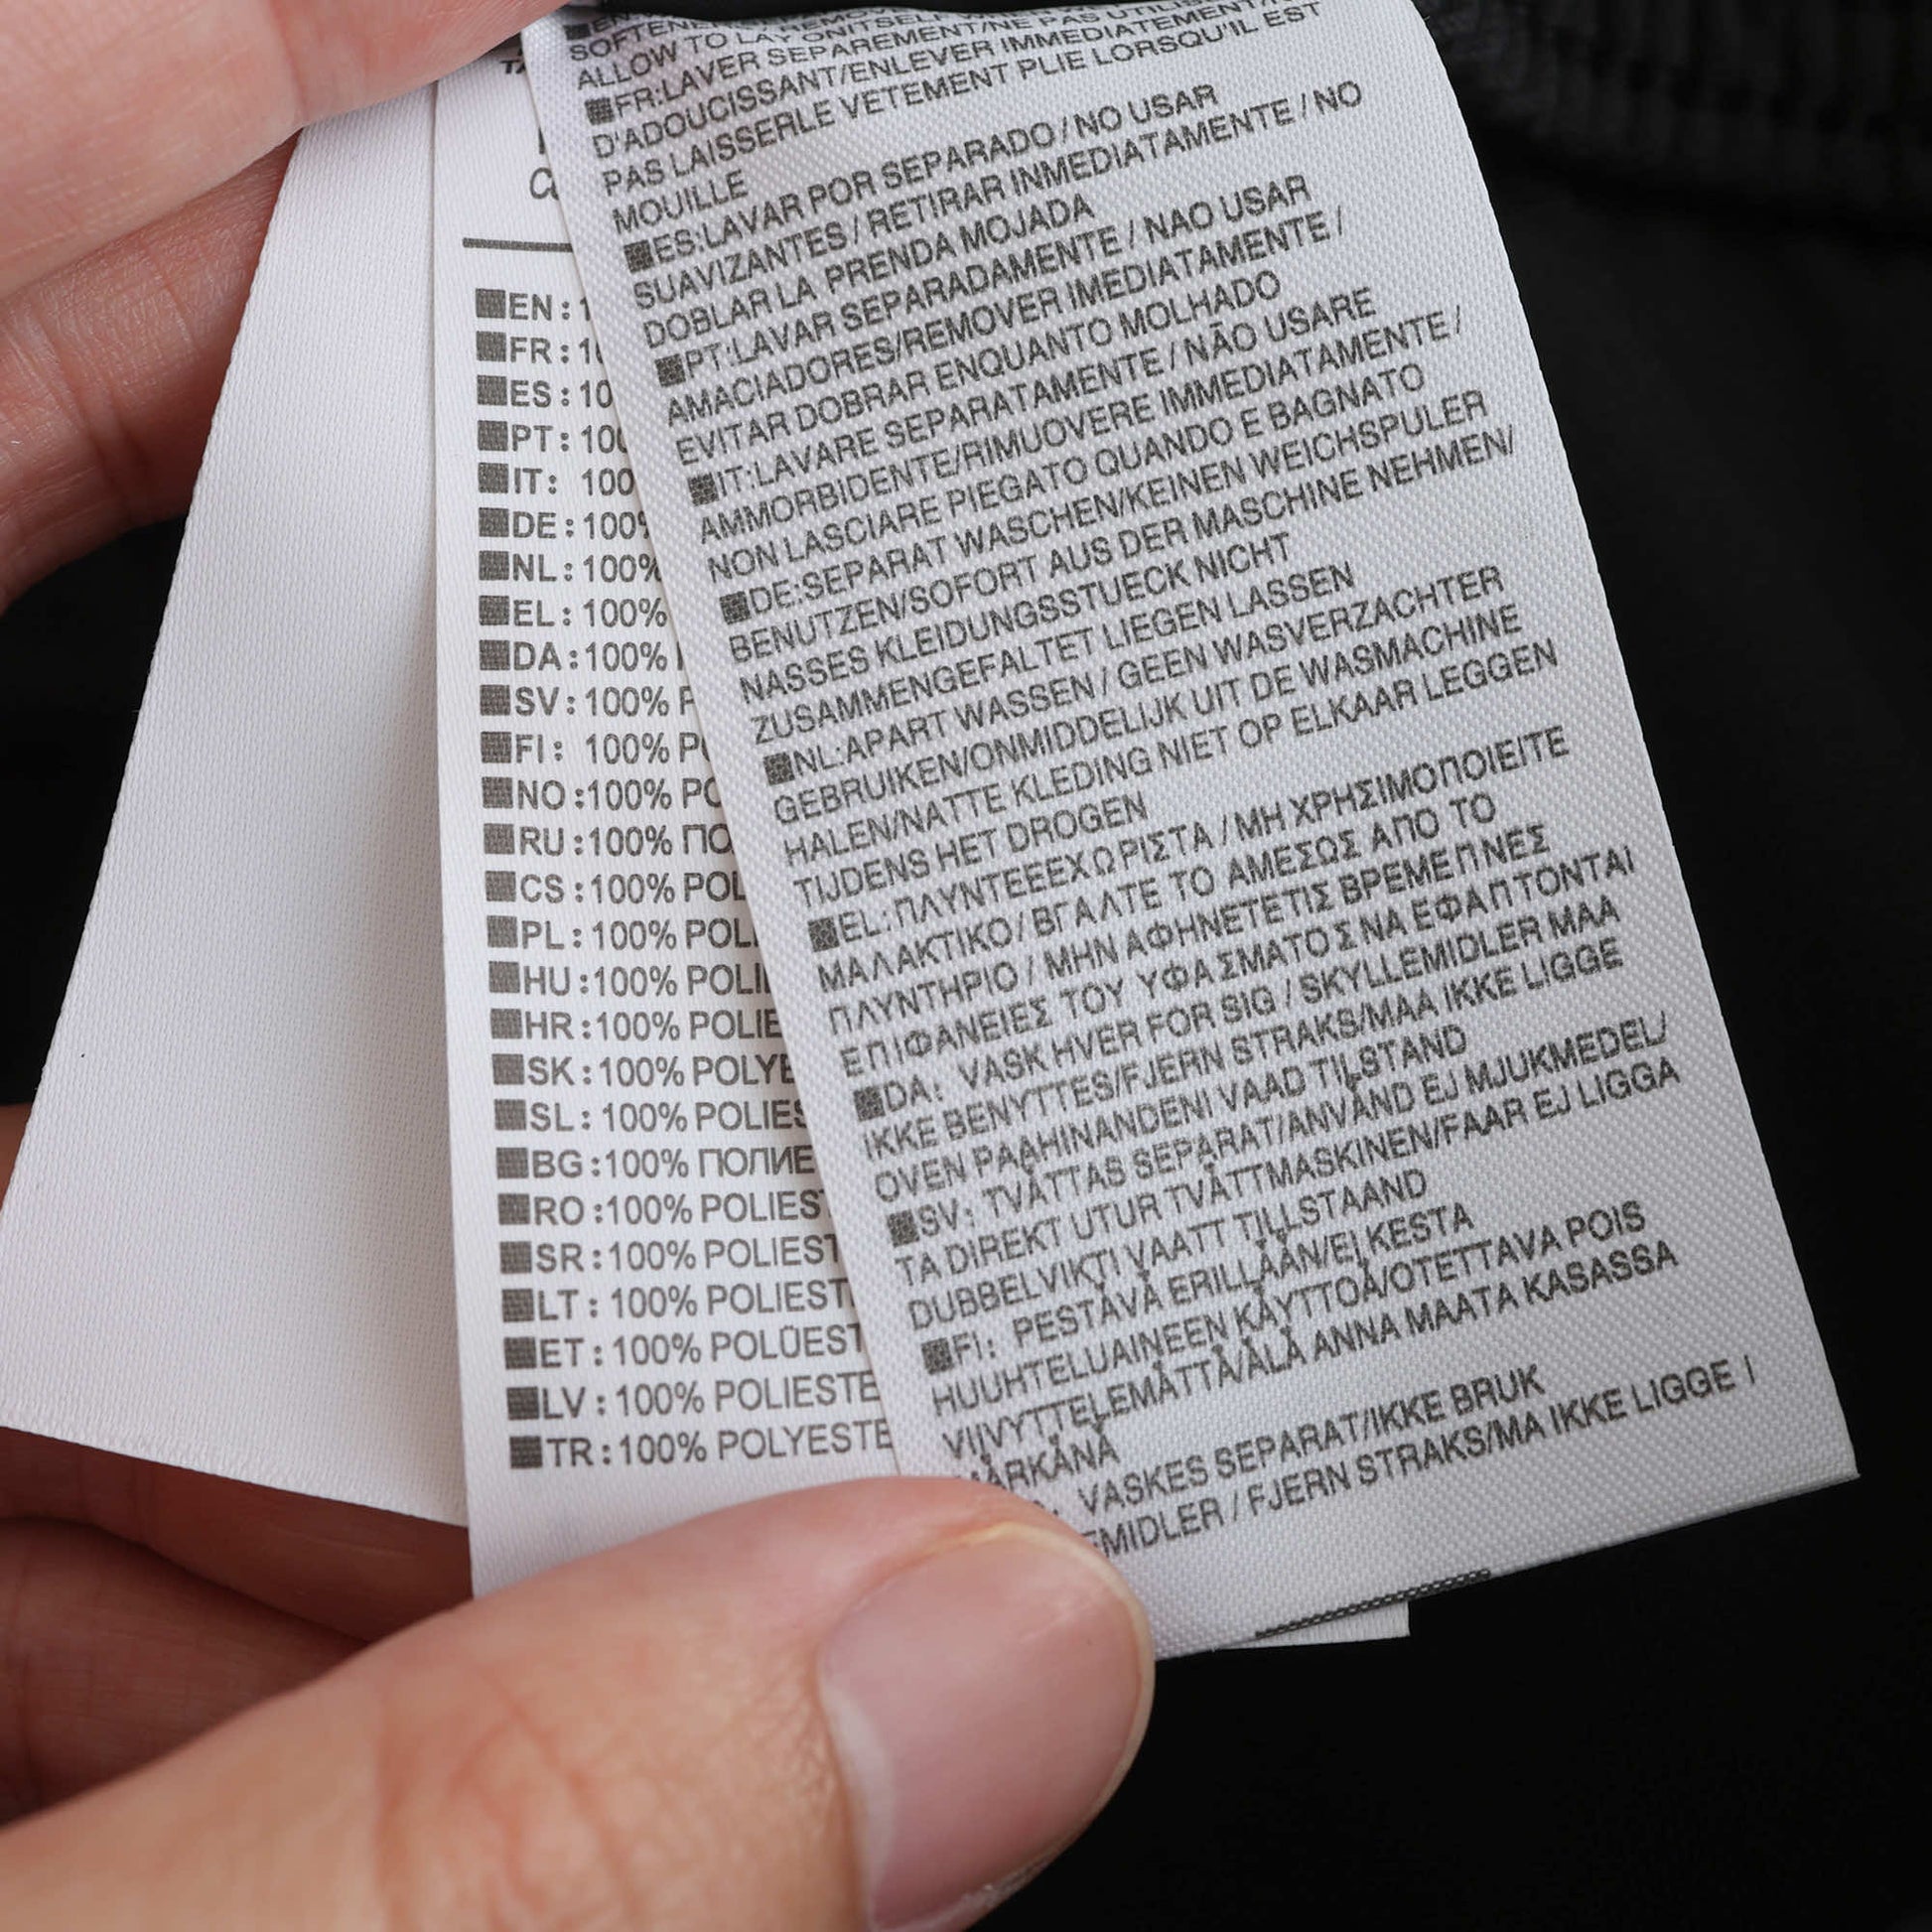 SOFTENE
ALLOW TO LAY ONITSELF
FR:LAVER SEPAREMENT/NE PAS
D'ADOUCISSANT/ENLEVER IMMEDIATEMENT/
PAS LAISSERLE VETEMENT PLIE LORSQU'IL EST
MOUILLE
ES:LAVAR POR SEPARADO / NO USAR
SUAVIZANTES / RETIRAR INMEDIATAMENTE / NO
DOBLAR LA PRENDA MOJADA
PT:LAVAR SEPARADAMENTE / NAO USAR
AMACIADORES/REMOVER IMEDIATAMENTE /
EVITAR DOBRAR ENQUANTO MOLHADO
IT:LAVARE SEPARATAMENTE / NÃO USARE
AMMORBIDENTE/RIMUOVERE IMMEDIATAMENTE /
NON LASCIARE PIEGATO QUANDO E BAGNATO
DE:SEPARAT WASCHEN/KEINEN WEICHSPULER
BENUTZEN/SOFORT AUS DER MASCHINE NEHMEN/
NASSES KLEIDUNGSSTUECK NICHT
ZUSAMMENGEFALTET LIEGEN LASSEN
NL:APART WASSEN / GEEN WASVERZACHTER
GEBRUIKEN/ONMIDDELIJK UIT DE WASMACHINE
HALEN/NATTE KLEDING NIET OP ELKAAR LEGGEN
TIJDENS HET DROGEN
EL:ΠΛΥΝΤΕΕΕΧΩΡΙΣΤΑ / ΜΗ ΧΡΗΣΙΜΟΠΟΙΕΙΤΕ
ΜΑΛΑΚΤΙΚΟ/ ΒΓΑΛΤΕ ΤΟ ΑΜΕΣΩΣ ΑΠΟ ΤΟ
ΠΛΥΝΤΗΡΙΟ / ΜΗΝ ΑΦΗΝΕΤΕΤΙΣ ΒΡΕΜΕΠΝΕΣ
ΕΠΙΦΑΝΕΙΕΣ ΤΟΥ ΥΦΑΣΜΑΤΟΣ ΝΑ ΕΦΑΠΤΟΝΤΑΙ
DA: VASK HVER FOR SIG / SKYLLEMIDLER MAA
IKKE BENYTTES/FJERN STRAKS/MAA IKKE LIGGE
OVEN PAAHINANDENI VAAD TILSTAND
SV: TVÄTTAS SEPARAT/ANVÄND EJ MJUKMEDEL/
TA DIREKT UTUR TVÄTTMASKINEN/FAAR EJ LIGGA
DUBBELVIKTI VAATT TILLSTAAND
FI: PESTÄVÄ ERILLÄÄN/EI KESTA
HUUHTELUAINEEN KÄYTTOÄ/OTETTAVA POIS
VIIVYTTELEMÄTTÄ/ÄLÄ ANNA MAATA KASASSA
MÄRKÄNÄ
VASKES SEPARAT/IKKE BRUK
EMIDLER / FJERN STRAKS/MA IKKE LIGGE I
EN : 1
FR : 10
ES : 10
PT : 100
IT : 100
DE : 100%
NL : 100%
EL : 100%
DA : 100%
SV : 100% P
FI : 100% PO
NO :100% PO
RU :100% ПО
CS :100% POL
PL : 100% POL
HU :100% POLI
HR :100% POLIE
SK :100% POLYE
SL : 100% POLIES
BG :100% ПОЛИЕ
RO :100% POLIEST
SR :100% POLIEST
LT : 100% POLIEST
ET : 100% POLÜEST
LV : 100% POLIESTE
TR :100% POLYESTE